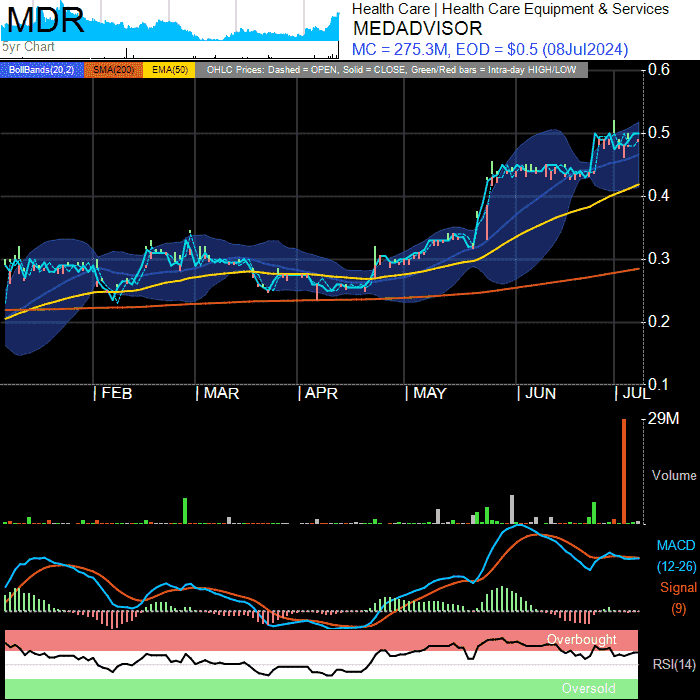 MDR
5yr Chart
Health Care | Health Care Equipment & Services
MEDADVISOR
MC = 275.3M, EOD = $0.5 (08Jul2024)
BollBands(20,2) SMA(200) EMA(50) OHLC Prices: Dashed = OPEN, Solid = CLOSE, Green/Red bars = Intra-day HIGH/LOW
0.6
0.5
0.4
0.3
0.2
0.1
| FEB | MAR | APR | MAY | JUN | JUL
29M
Volume
MACD
(12-26)
Signal
(9)
Overbought
RSI(14)
Oversold